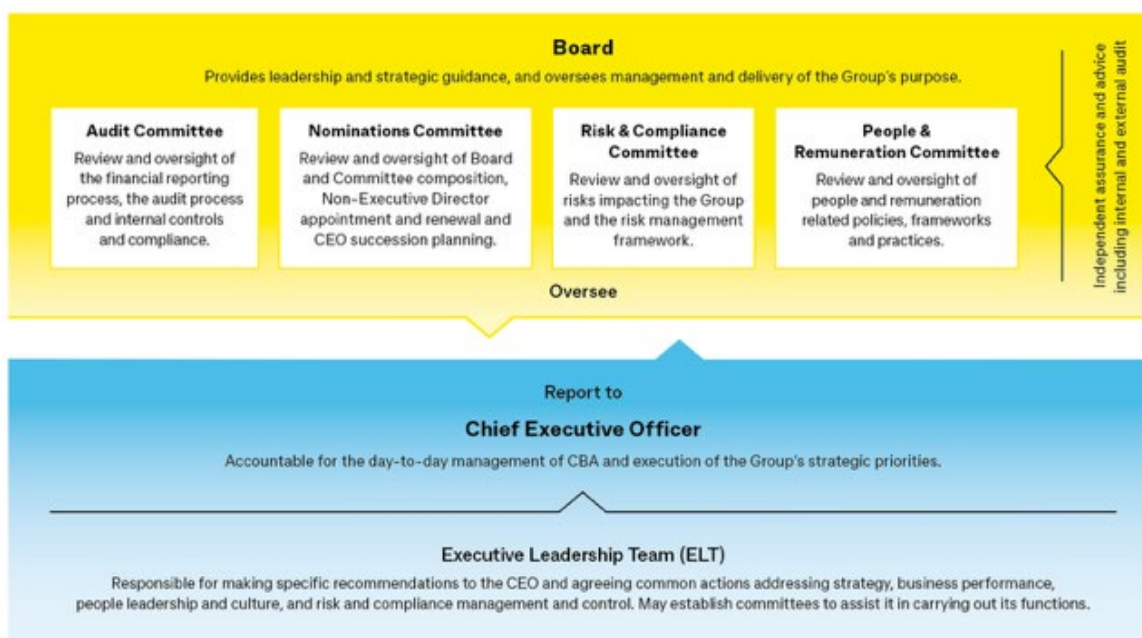 Board
Provides leadership and strategic guidance, and oversees management and delivery of the Group's purpose.
Audit Committee
Review and oversight of
the financial reporting
process, the audit process
and internal controls
and compliance.
Nominations Committee
Review and oversight of Board
and Committee composition,
Non-Executive Director
appointment and renewal and
CEO succession planning.
Risk & Compliance
Committee
Review and oversight of
risks impacting the Group
and the risk management
framework.
People &
Remuneration Committee
Review and oversight of
people and remuneration
related policies, frameworks
and practices.
Independent assurance and advice
including internal and external audit
Oversee
Report to
Chief Executive Officer
Accountable for the day-to-day management of CBA and execution of the Group's strategic priorities.
Executive Leadership Team (ELT)
Responsible for making specific recommendations to the CEO and agreeing common actions addressing strategy, business performance,
people leadership and culture, and risk and compliance management and control. May establish committees to assist it in carrying out its functions.